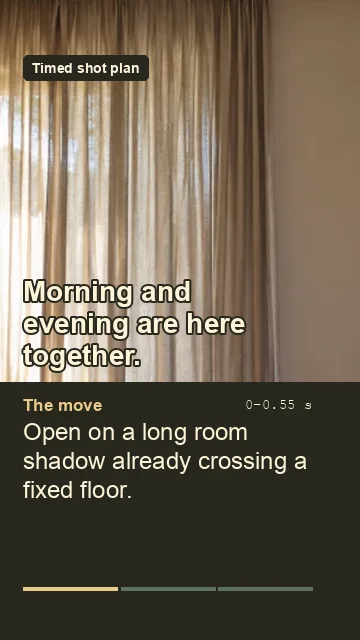 Timed shot plan
Morning and
evening are here
together.
The move
0–0.55 s
Open on a long room
shadow already crossing a
fixed floor.